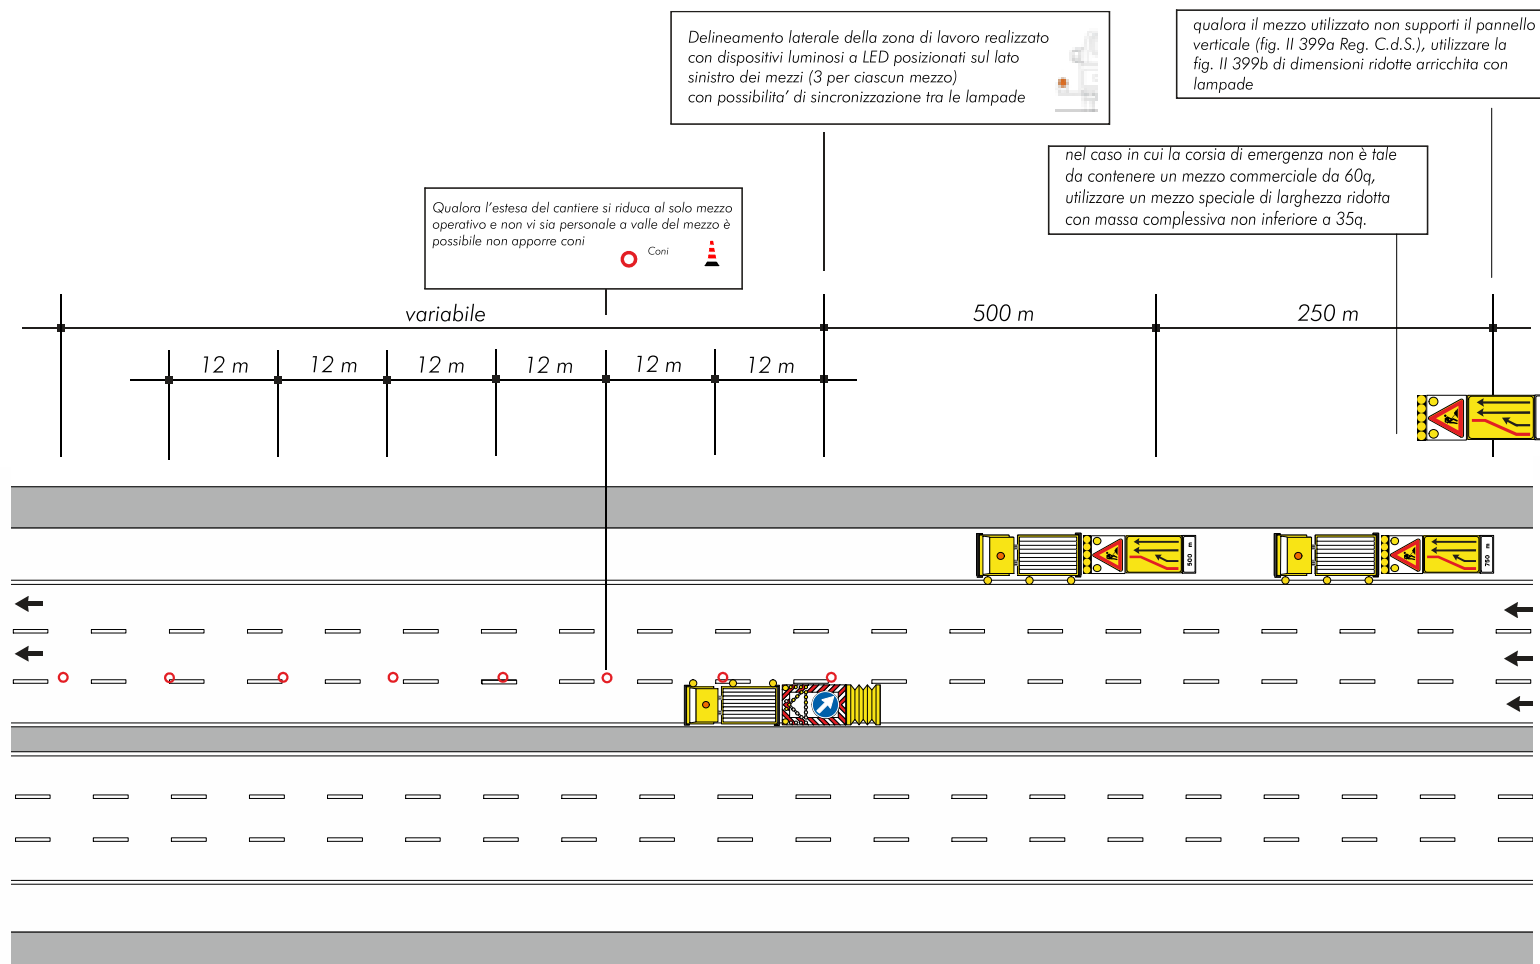 Delineamento laterale della zona di lavoro realizzato
con dispositivi luminosi a LED posizionati sul lato
sinistro dei mezzi (3 per ciascun mezzo)
con possibilita' di sincronizzazione tra le lampade
qualora il mezzo utilizzato non supporti il pannello
verticale (fig. II 399a Reg. C.d.S.), utilizzare la
fig. II 399b di dimensioni ridotte arricchita con
lampade
nel caso in cui la corsia di emergenza non è tale
da contenere un mezzo commerciale da 60q,
utilizzare un mezzo speciale di larghezza ridotta
con massa complessiva non inferiore a 35q.
Qualora l'estesa del cantiere si riduca al solo mezzo
operativo e non vi sia personale a valle del mezzo è
possibile non apporre coni
Coni
variabile
500 m
250 m
12 m
12 m
12 m
12 m
12 m
12 m
500 m
750 m